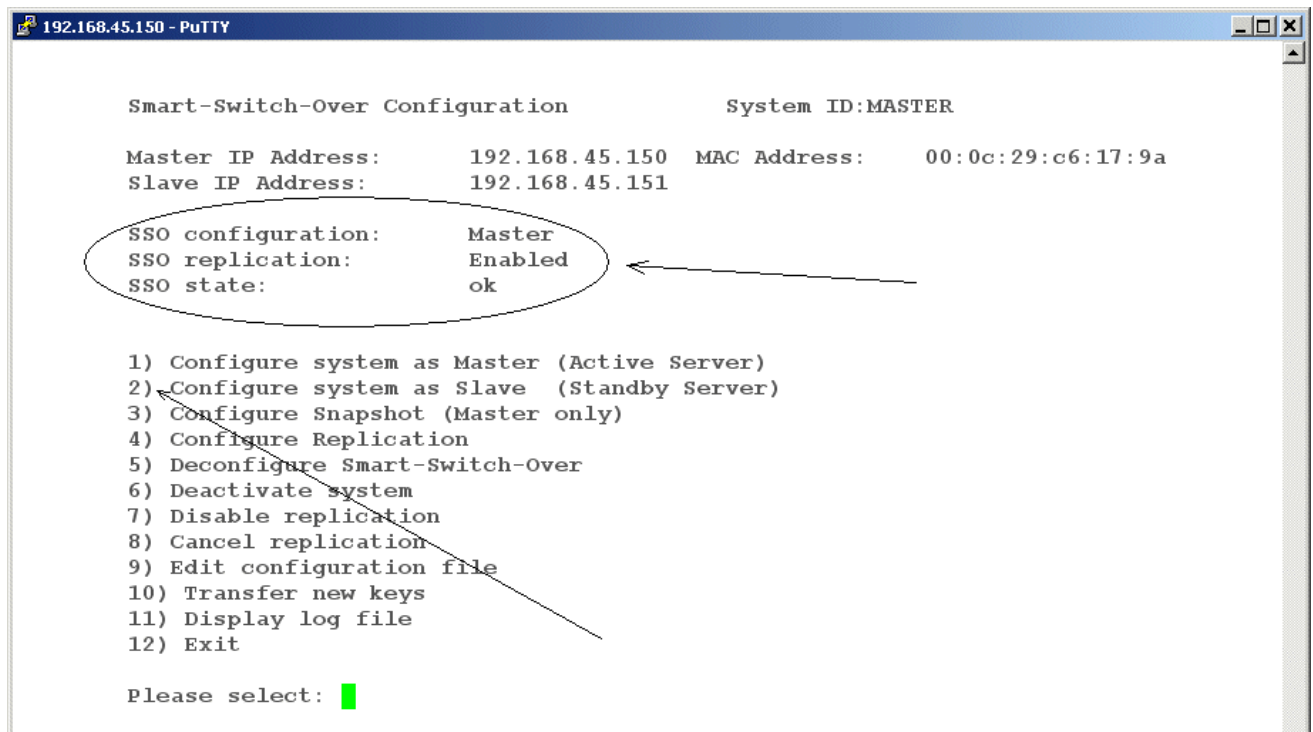 192.168.45.150 - PuTTY
Smart-Switch-Over Configuration System ID:MASTER
Master IP Address: 192.168.45.150 MAC Address: 00:0c:29:c6:17:9a
Slave IP Address: 192.168.45.151
SSO configuration: Master
SSO replication: Enabled
SSO state: ok
1) Configure system as Master (Active Server)
2) Configure system as Slave (Standby Server)
3) Configure Snapshot (Master only)
4) Configure Replication
5) Deconfigure Smart-Switch-Over
6) Deactivate system
7) Disable replication
8) Cancel replication
9) Edit configuration file
10) Transfer new keys
11) Display log file
12) Exit
Please select: